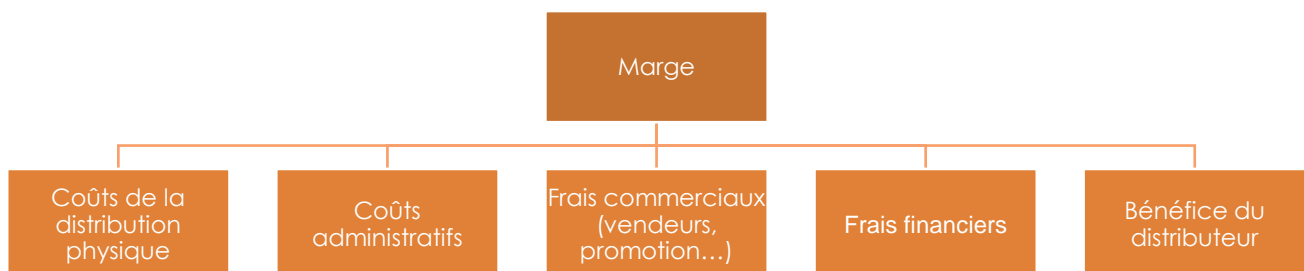 Marge
Coûts de la
distribution
physique
Coûts
administratifs
Frais commerciaux
(vendeurs,
promotion…)
Frais financiers
Bénéfice du
distributeur